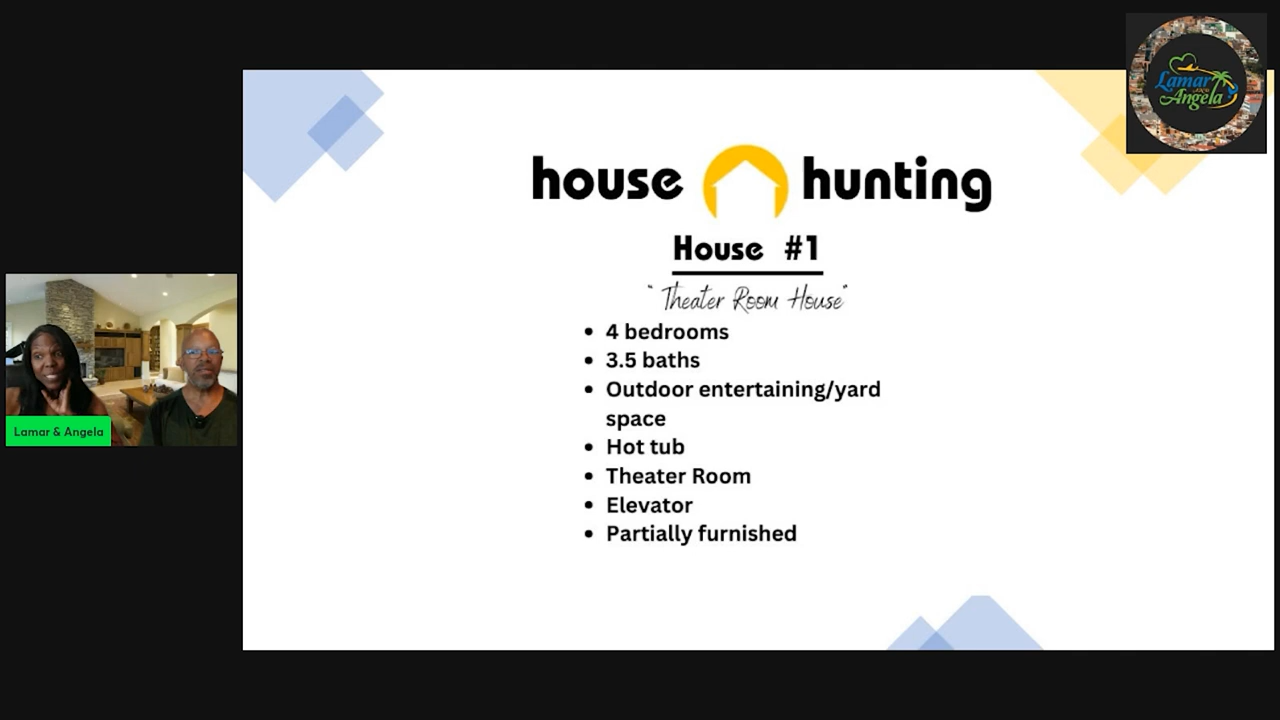 Lamar
and
Angela
house hunting
House #1
"Theater Room House"
• 4 bedrooms
• 3.5 baths
• Outdoor entertaining/yard
space
• Hot tub
• Theater Room
• Elevator
• Partially furnished
Lamar & Angela